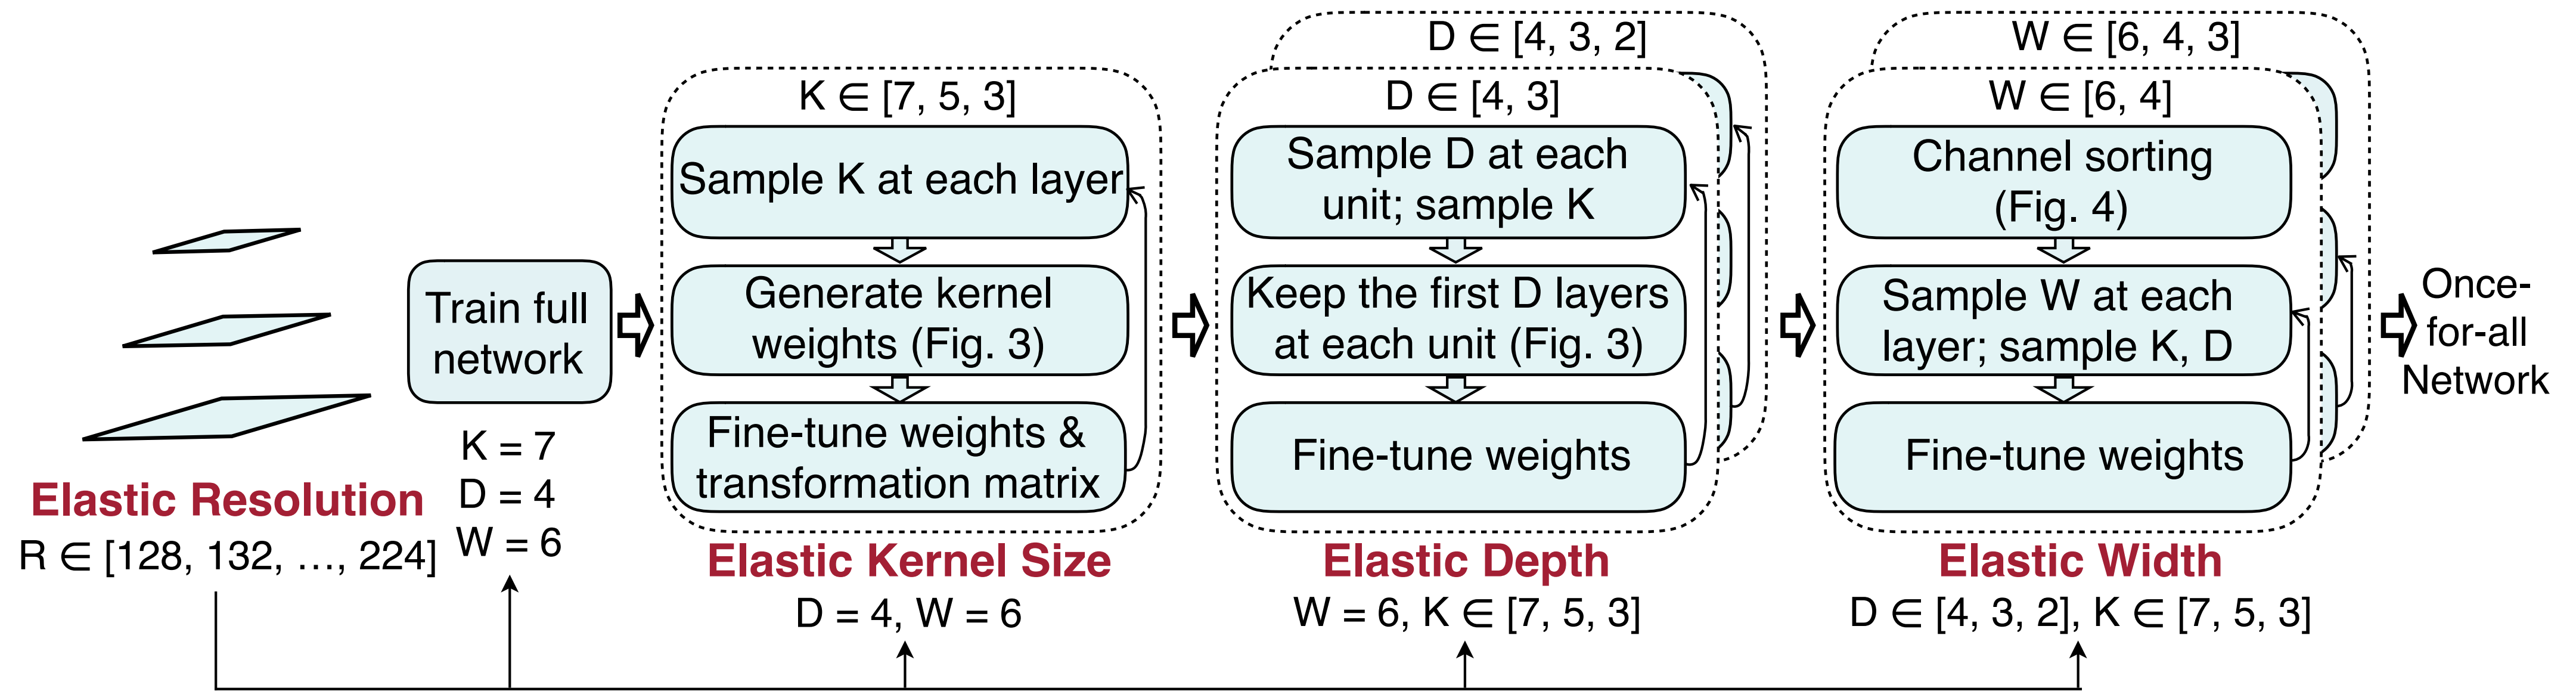 Elastic Resolution
R ∈ [128, 132, ..., 224]
Train full
network
K = 7
D = 4
W = 6
K ∈ [7, 5, 3]
Sample K at each layer
Generate kernel
weights (Fig. 3)
Fine-tune weights &
transformation matrix
Elastic Kernel Size
D = 4, W = 6
D ∈ [4, 3, 2]
D ∈ [4, 3]
Sample D at each
unit; sample K
Keep the first D layers
at each unit (Fig. 3)
Fine-tune weights
Elastic Depth
W = 6, K ∈ [7, 5, 3]
W ∈ [6, 4, 3]
W ∈ [6, 4]
Channel sorting
(Fig. 4)
Sample W at each
layer; sample K, D
Fine-tune weights
Elastic Width
D ∈ [4, 3, 2], K ∈ [7, 5, 3]
Once-
for-all
Network